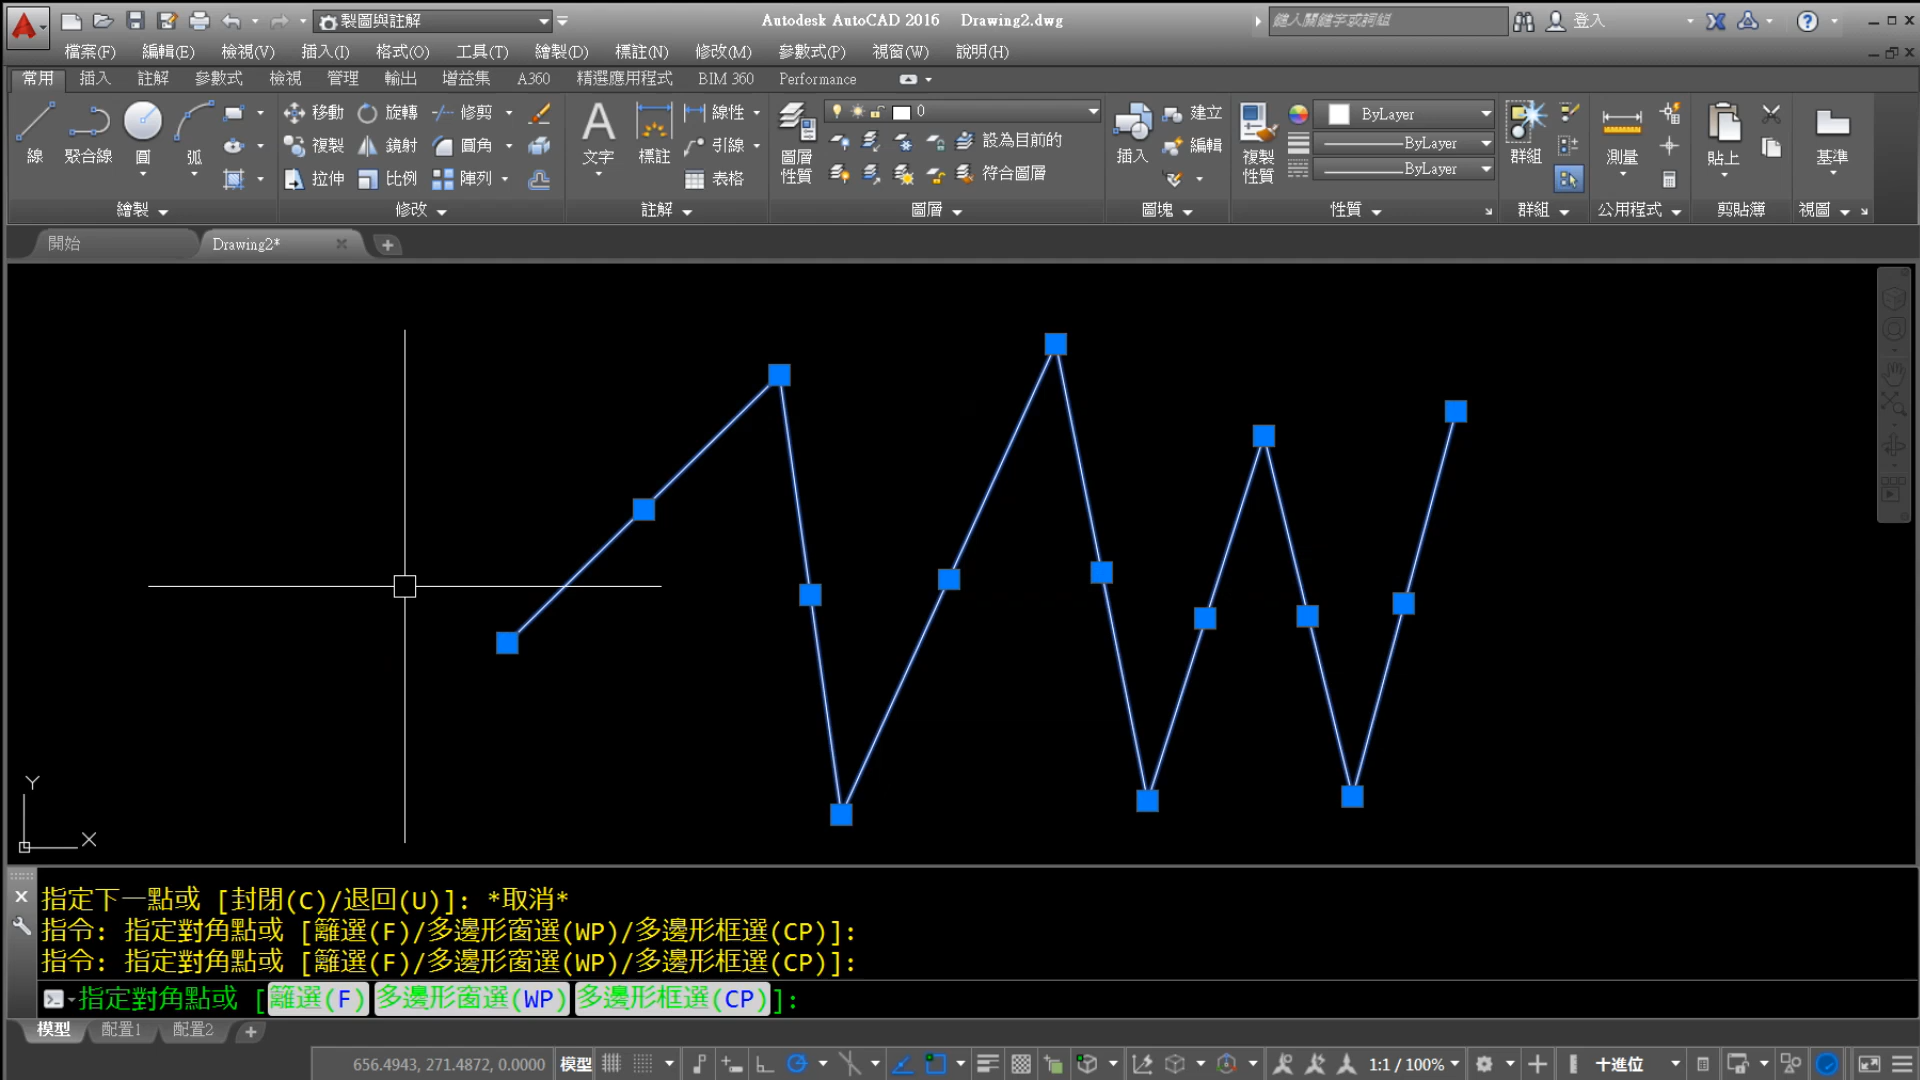 製圖與註解 Autodesk AutoCAD 2016 Drawing2.dwg 鍵入關鍵字或詞組 登入
檔案(F) 編輯(E) 檢視(V) 插入(I) 格式(O) 工具(T) 繪製(D) 標註(N) 修改(M) 參數式(P) 視窗(W) 說明(H)
常用 插入 註解 參數式 檢視 管理 輸出 增益集 A360 精選應用程式 BIM 360 Performance
線 聚合線 圓 弧
移動 旋轉 修剪
複製 鏡射 圓角
拉伸 比例 陣列
文字 標註 線性
引線
表格
圖層
性質
0
設為目前的
符合圖層
插入 建立
編輯
複製
性質
ByLayer
ByLayer
ByLayer
群組 測量 貼上 基準
繪製 修改 註解 圖層 圖塊 性質 群組 公用程式 剪貼簿 視圖
開始 Drawing2*
Y
X
指定下一點或 [封閉(C)/退回(U)]: *取消*
指令: 指定對角點或 [籬選(F)/多邊形窗選(WP)/多邊形框選(CP)]:
指令: 指定對角點或 [籬選(F)/多邊形窗選(WP)/多邊形框選(CP)]:
指定對角點或 [籬選(F) 多邊形窗選(WP) 多邊形框選(CP)]:
模型 配置1 配置2
656.4943, 271.4872, 0.0000 模型 1:1 / 100% 十進位